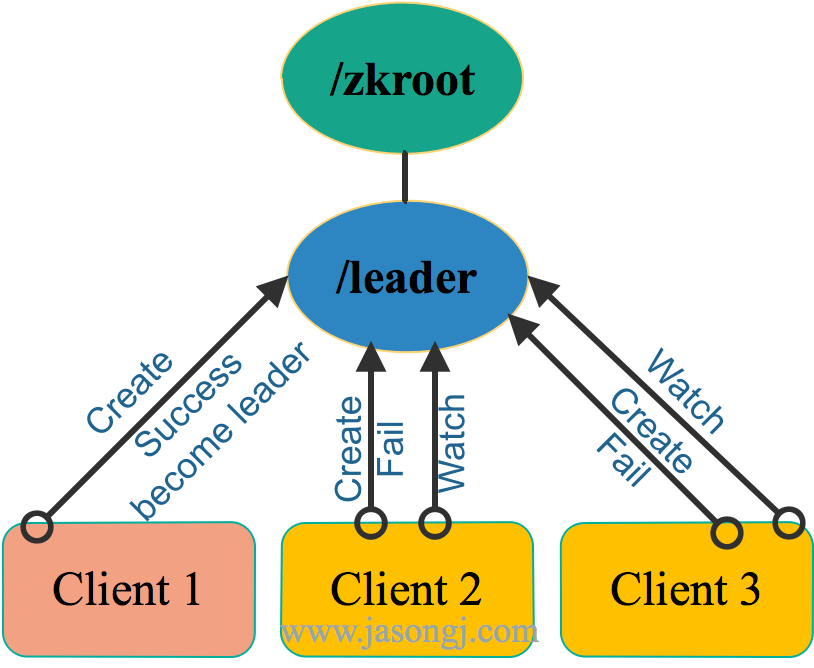 /zkroot
/leader
Create
Success
become leader
Create
Fail
Watch
Watch
Create
Fail
Client 1
Client 2
Client 3
www.jasongj.com